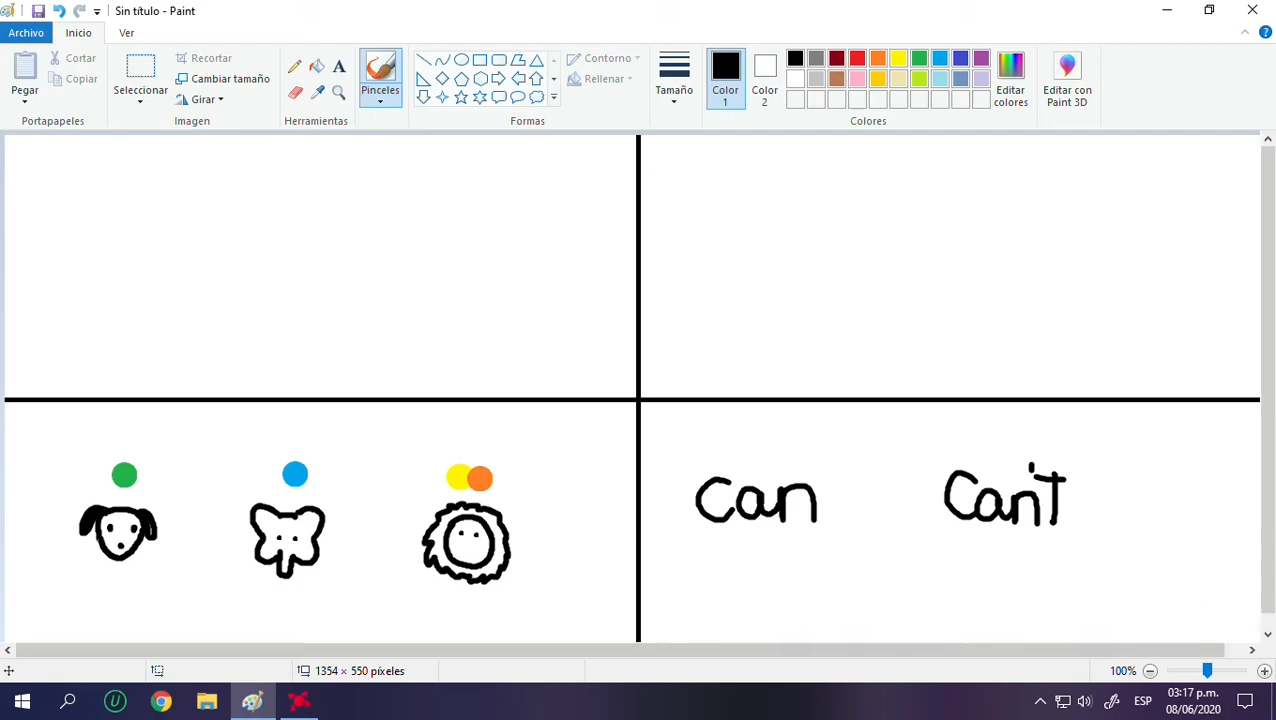 Sin título - Paint
Archivo Inicio Ver
Pegar
Cortar
Copiar
Portapapeles
Seleccionar
Recortar
Cambiar tamaño
Girar
Imagen
A
Herramientas
Pinceles
Contorno
Rellenar
Formas
Tamaño
Color 1
Color 2
Editar colores
Editar con Paint 3D
Colores
can Can'T
1354 × 550 píxeles
100%
ESP
03:17 p.m.
08/06/2020